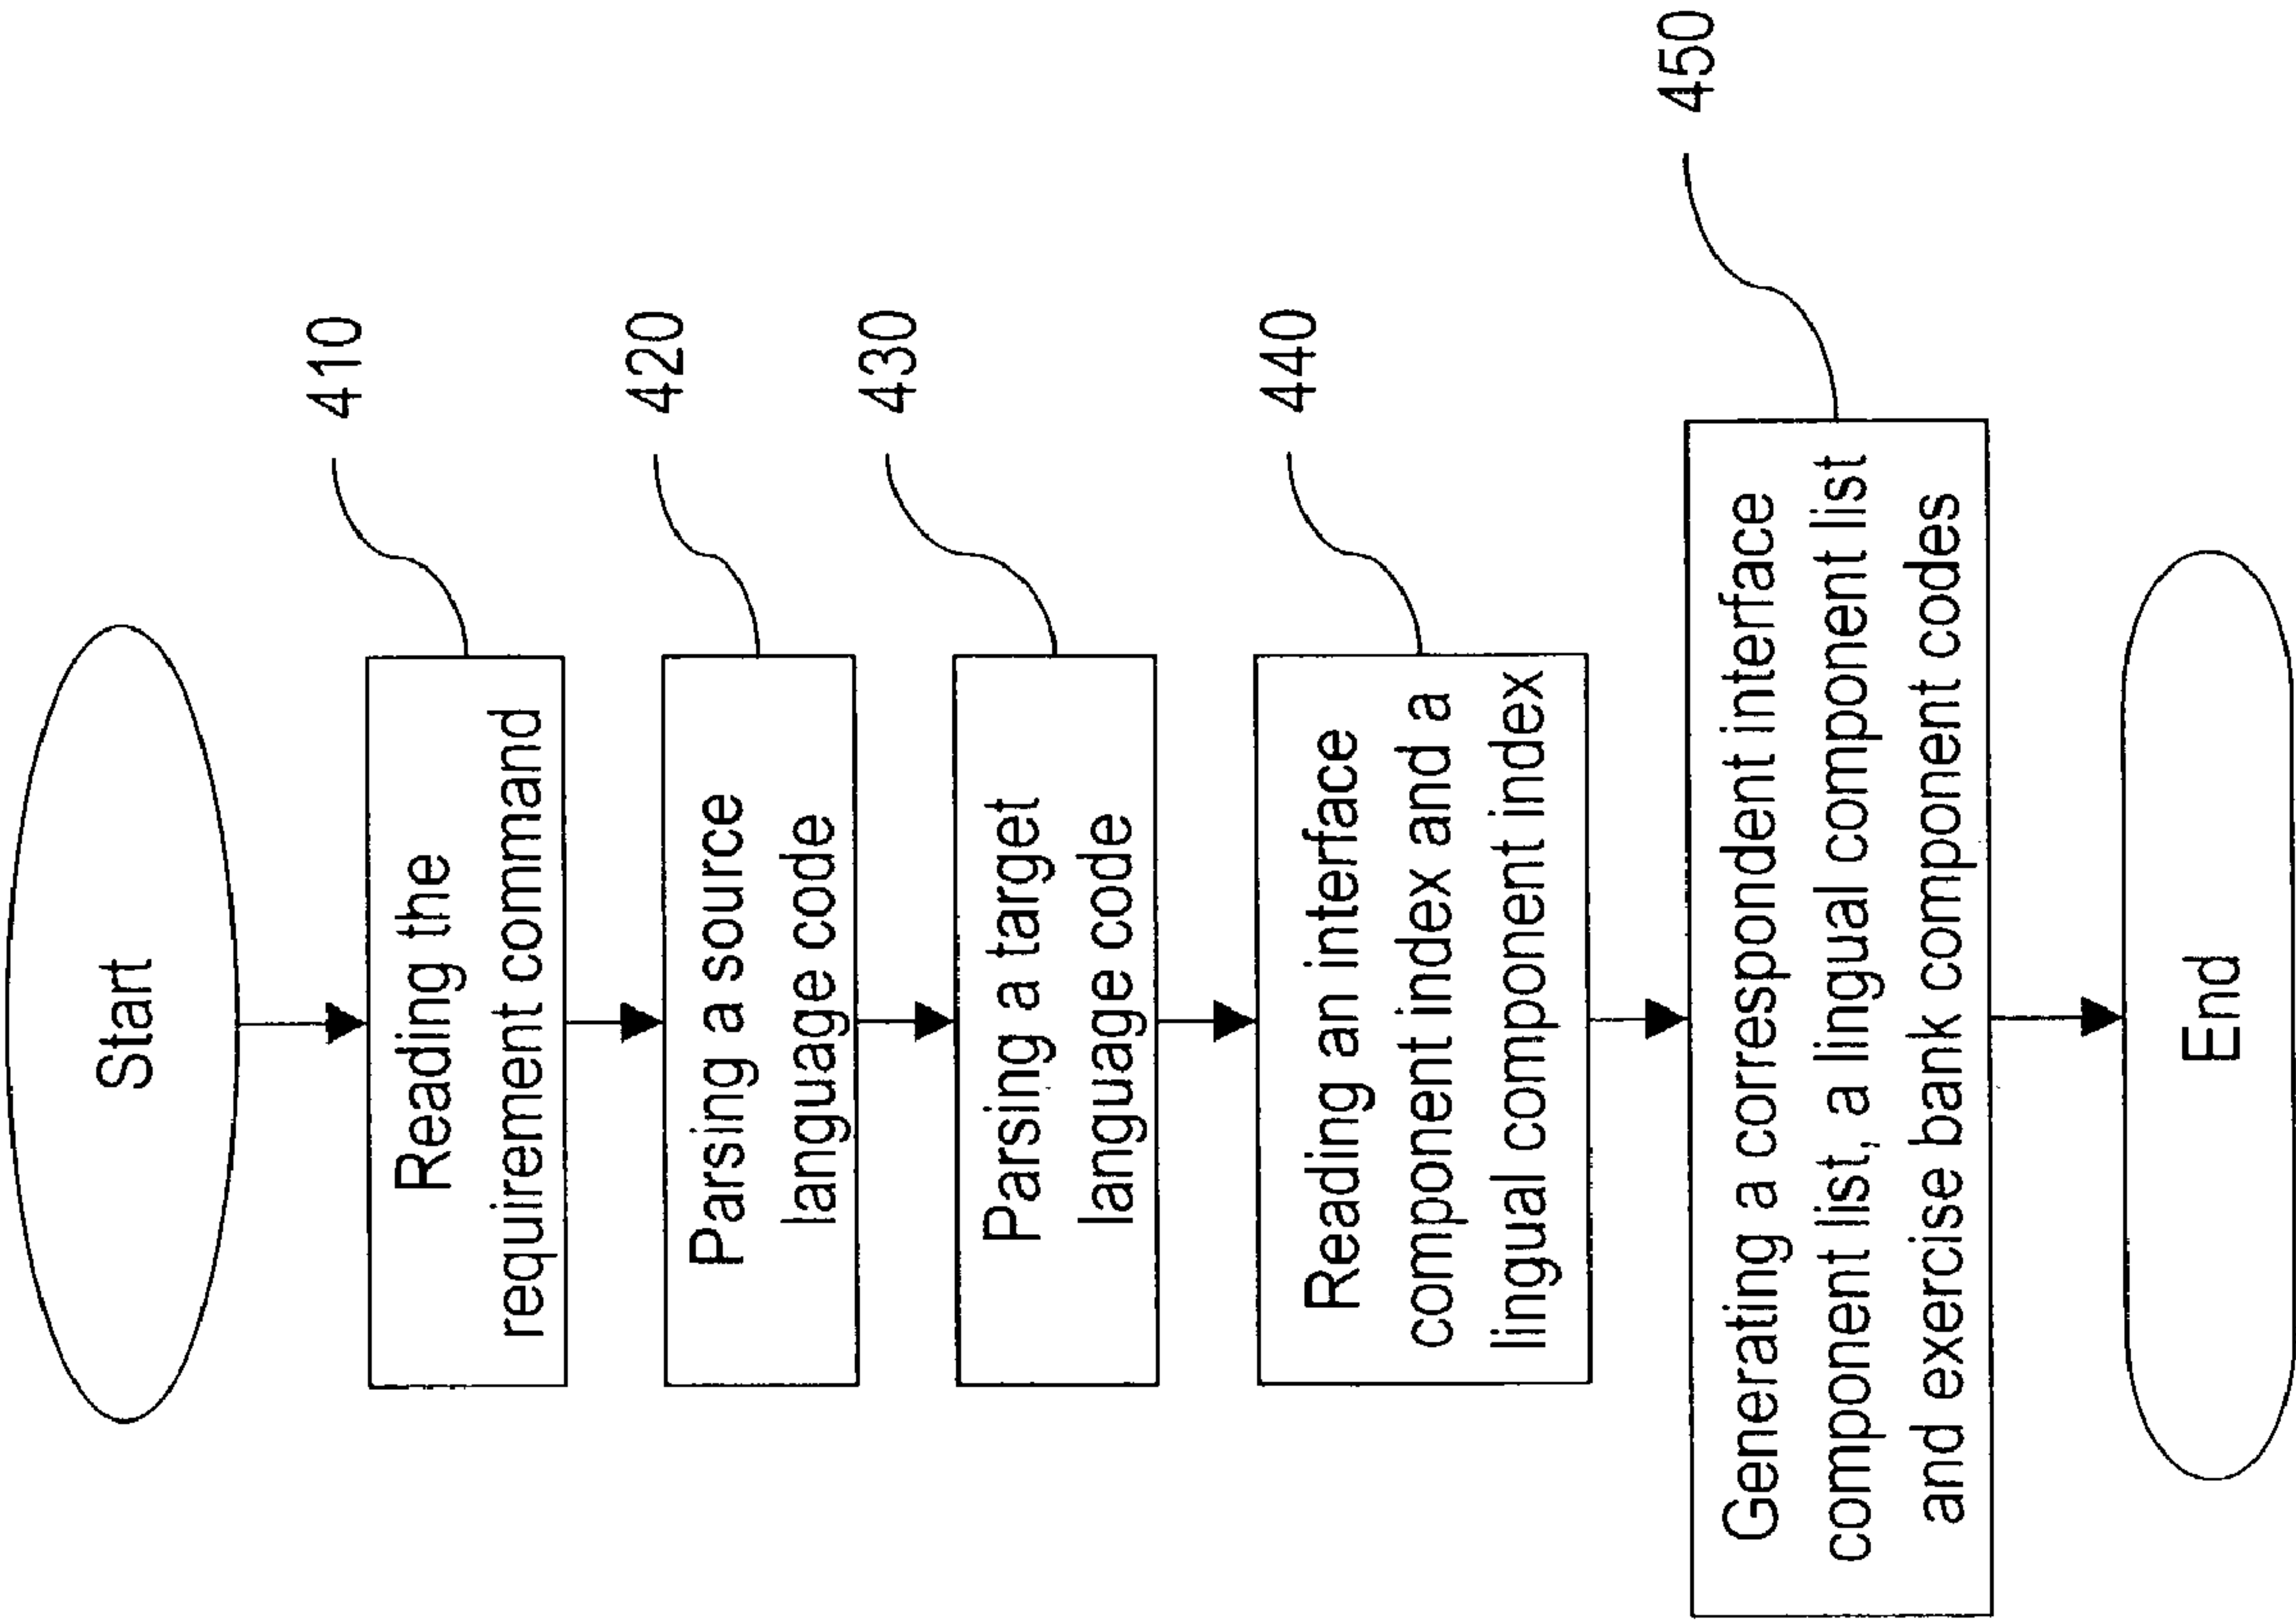 Start
410
Reading the
requirement command
420
Parsing a source
language code
430
Parsing a target
language code
440
Reading an interface
component index and a
lingual component index
450
Generating a correspondent interface
component list, a lingual component list
and exercise bank component codes
End